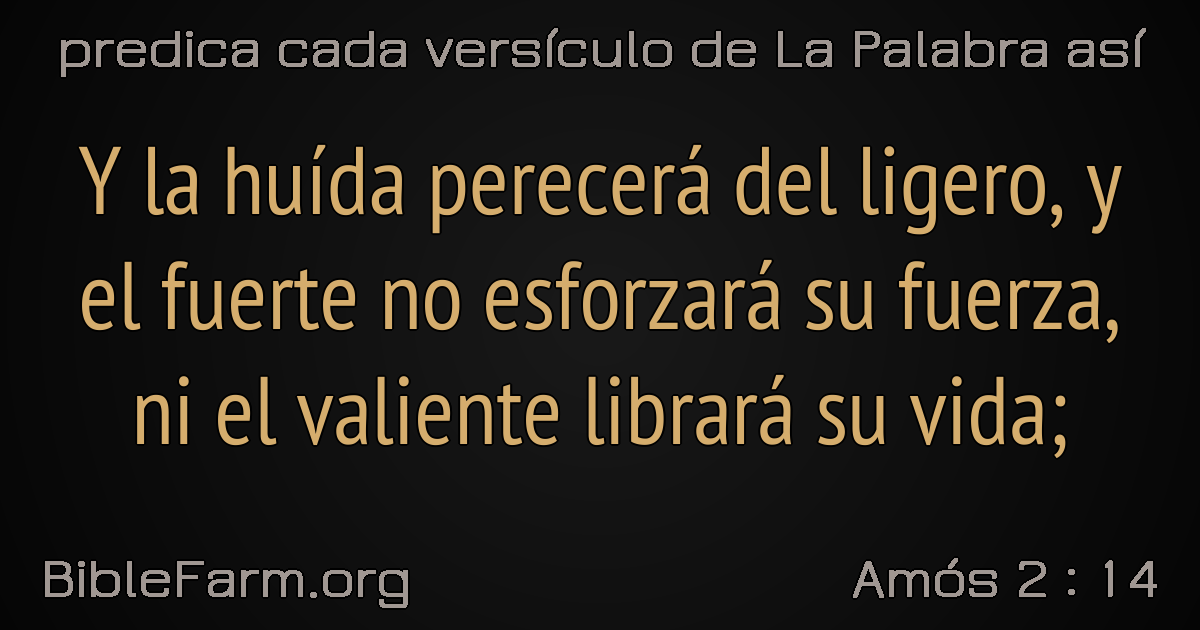 predica cada versículo de La Palabra así
Y la huída perecerá del ligero, y
el fuerte no esforzará su fuerza,
ni el valiente librará su vida;
BibleFarm.org
Amós 2 : 14